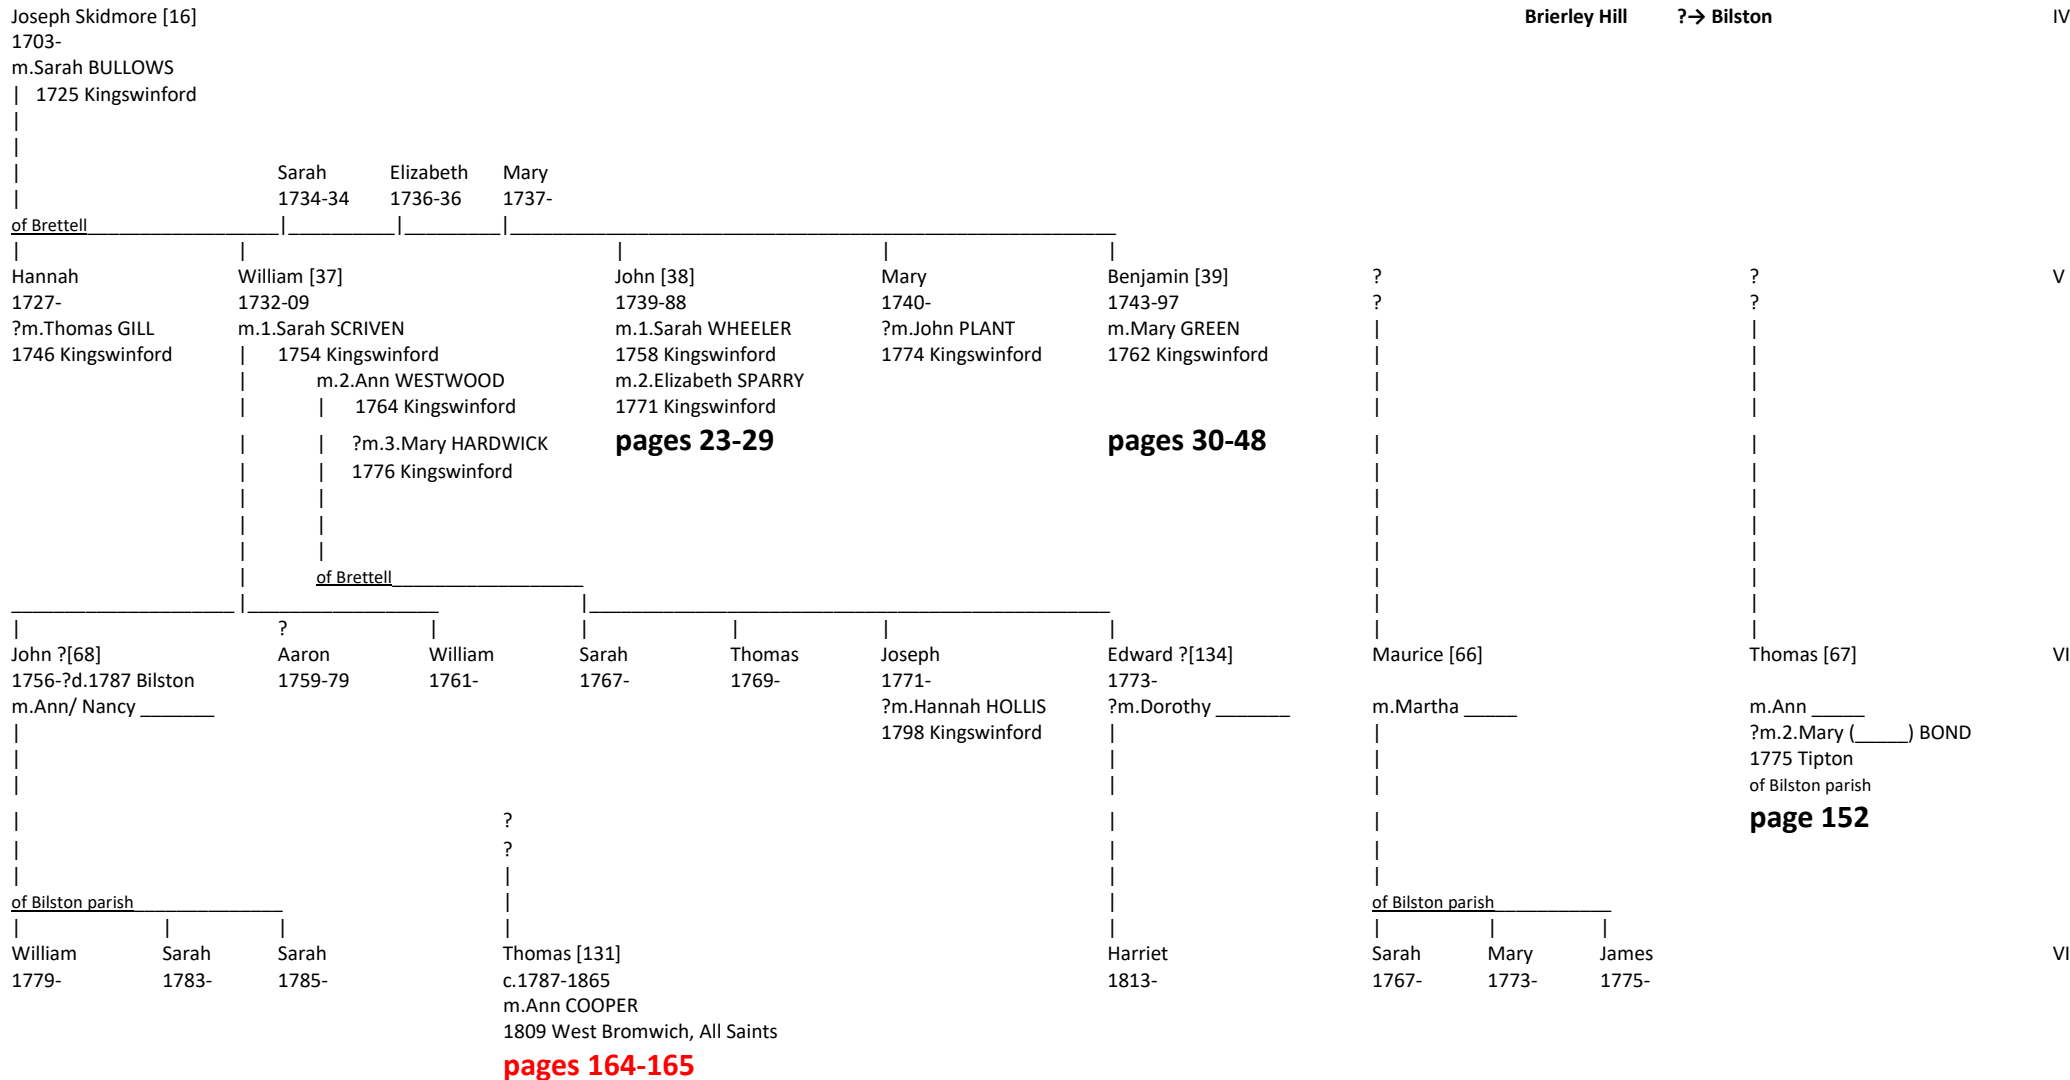 Joseph Skidmore [16] Brierley Hill ?→ Bilston IV
1703-
m.Sarah BULLOWS
| 1725 Kingswinford
Sarah Elizabeth Mary
1734-34 1736-36 1737-
of Brettell
Hannah William [37] John [38] Mary Benjamin [39] ? ? V
1727- 1732-09 1739-88 1740- 1743-97 ? ?
?m.Thomas GILL m.1.Sarah SCRIVEN m.1.Sarah WHEELER ?m.John PLANT m.Mary GREEN
1746 Kingswinford 1754 Kingswinford 1758 Kingswinford 1774 Kingswinford 1762 Kingswinford
m.2.Ann WESTWOOD m.2.Elizabeth SPARRY
1764 Kingswinford 1771 Kingswinford
?m.3.Mary HARDWICK pages 23-29 pages 30-48
1776 Kingswinford
of Brettell
?
John ?[68] Aaron William Sarah Thomas Joseph Edward ?[134] Maurice [66] Thomas [67] VI
1756-?d.1787 Bilston 1759-79 1761- 1767- 1769- 1771- 1773-
m.Ann/ Nancy _______ ?m.Hannah HOLLIS ?m.Dorothy _______ m.Martha _____ m.Ann _____
1798 Kingswinford ?m.2.Mary (_____) BOND
1775 Tipton
of Bilston parish
? page 152
?
of Bilston parish of Bilston parish
William Sarah Sarah Thomas [131] Harriet Sarah Mary James VI
1779- 1783- 1785- c.1787-1865 1813- 1767- 1773- 1775-
m.Ann COOPER
1809 West Bromwich, All Saints
pages 164-165